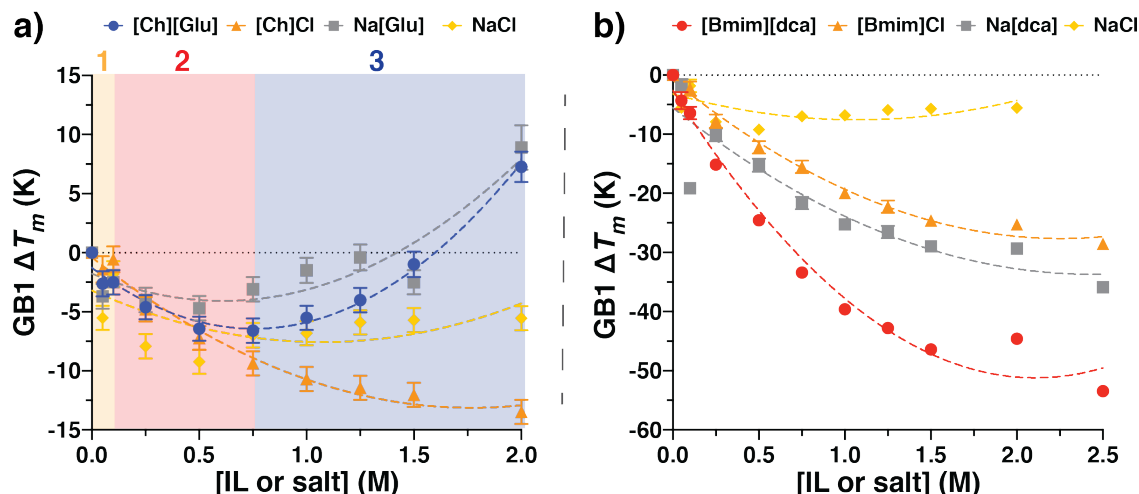 a)
[Ch][Glu] [Ch]Cl Na[Glu] NaCl
1 2 3
GB1 ΔTm (K)
15
10
5
0
-5
-10
-15
0.0 0.5 1.0 1.5 2.0
[IL or salt] (M)
b)
[Bmim][dca] [Bmim]Cl Na[dca] NaCl
GB1 ΔTm (K)
0
-10
-20
-30
-40
-50
-60
0.0 0.5 1.0 1.5 2.0 2.5
[IL or salt] (M)